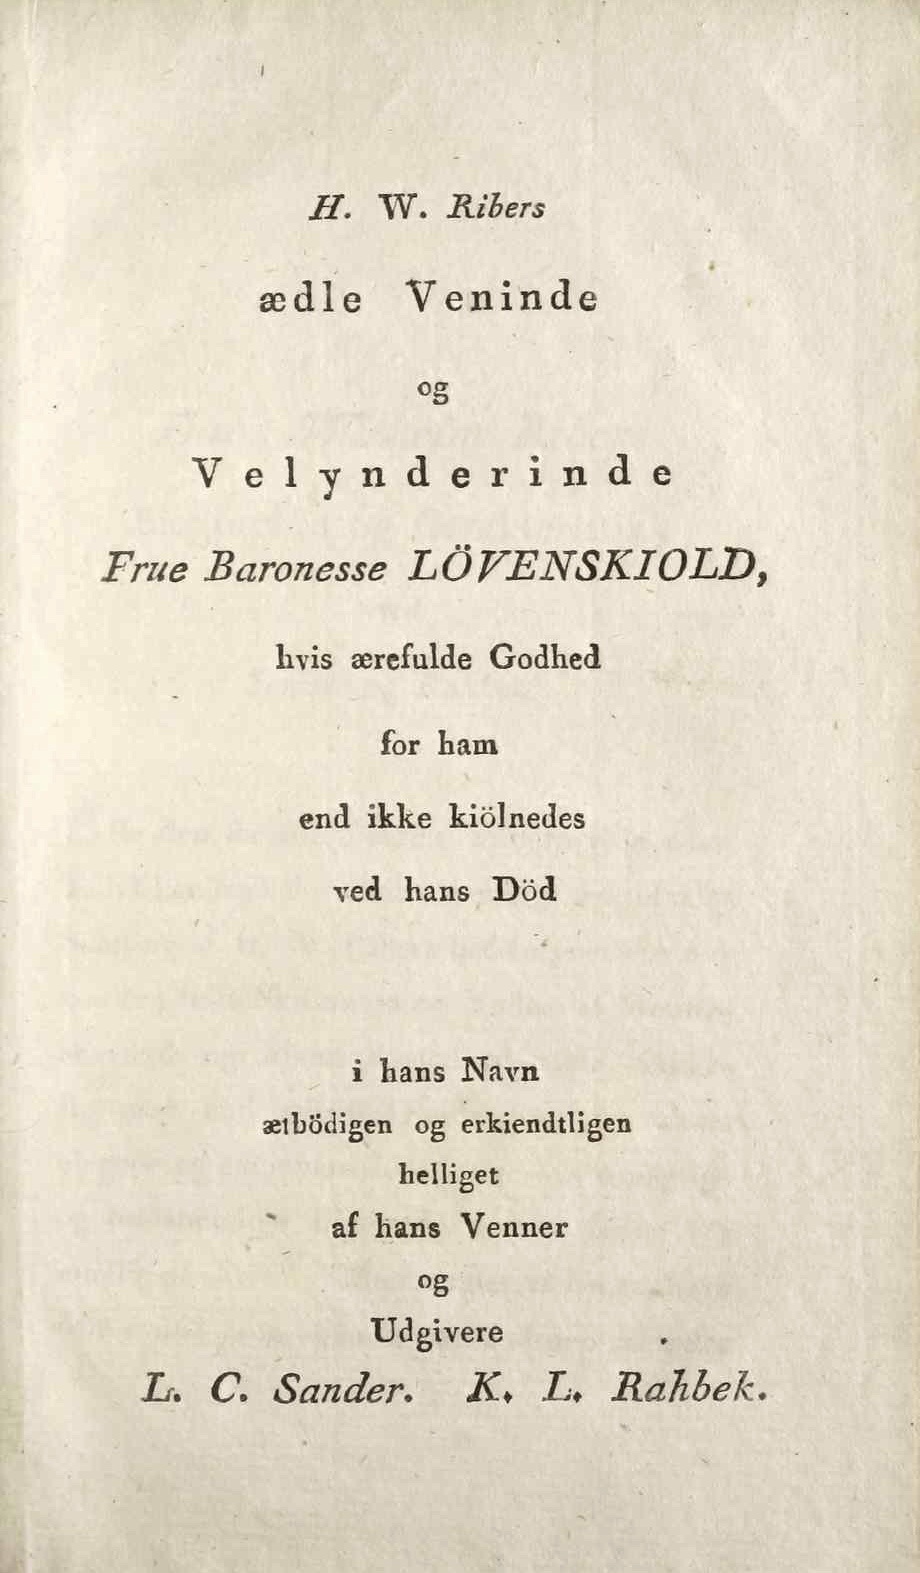 H. W. Ribers
ædle Veninde
og
Velynderinde
Frue Baronesse LÖVENSKIOLD,
hvis ærefulde Godhed
for ham
end ikke kiölnedes
ved hans Död
i hans Navn
ærbödigen og erkiendtligen
helliget
af hans Venner
og
Udgivere
L. C. Sander. K. L. Rahbek.